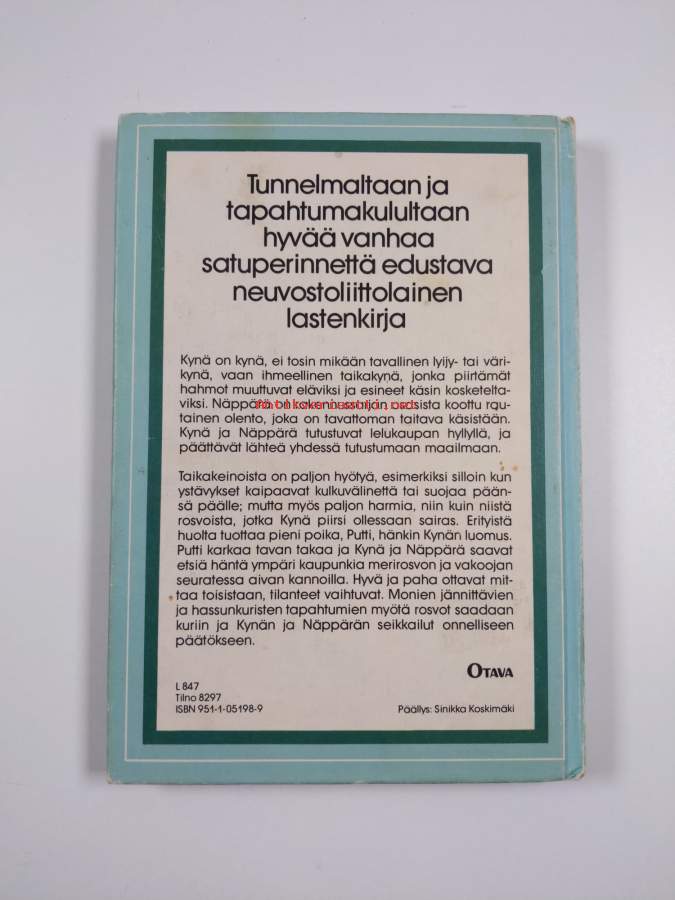 Tunnelmaltaan ja
tapahtumakulultaan
hyvää vanhaa
satuperinnettä edustava
neuvostoliittolainen
lastenkirja
Kynä on kynä, ei tosin mikään tavallinen lyijy- tai väri-
kynä, vaan ihmeellinen taikakynä, jonka piirtämät
hahmot muuttuvat eläviksi ja esineet käsin kosketelta-
viksi. Näppärä on kokeni osasista koottu rau-
tainen olento, joka on tavattoman taitava käsistään.
Kynä ja Näppärä tutustuvat lelukaupan hyllyllä, ja
päättävät lähteä yhdessä tutustumaan maailmaan.
Taikakeinoista on paljon hyötyä, esimerkiksi silloin kun
ystävykset kaipaavat kulkuvälinettä tai suojaa pään-
sä päälle; mutta myös paljon harmia, niin kuin niistä
rosvoista, jotka Kynä piirsi ollessaan sairas. Erityistä
huolta tuottaa pieni poika, Putti, hänkin Kynän luomus.
Putti karkaa tavan takaa ja Kynä ja Näppärä saavat
etsiä häntä ympäri kaupunkia merirosvon ja vakoojan
seuratessa aivan kannoilla. Hyvä ja paha ottavat mit-
taa toisistaan, tilanteet vaihtuvat. Monien jännittävien
ja hassunkuristen tapahtumien myötä rosvot saadaan
kuriin ja Kynän ja Näppärän seikkailut onnelliseen
päätökseen.
OTAVA
L 847
Tilno 8297
ISBN 951-1-05198-9
Päällys: Sinikka Koskimäki